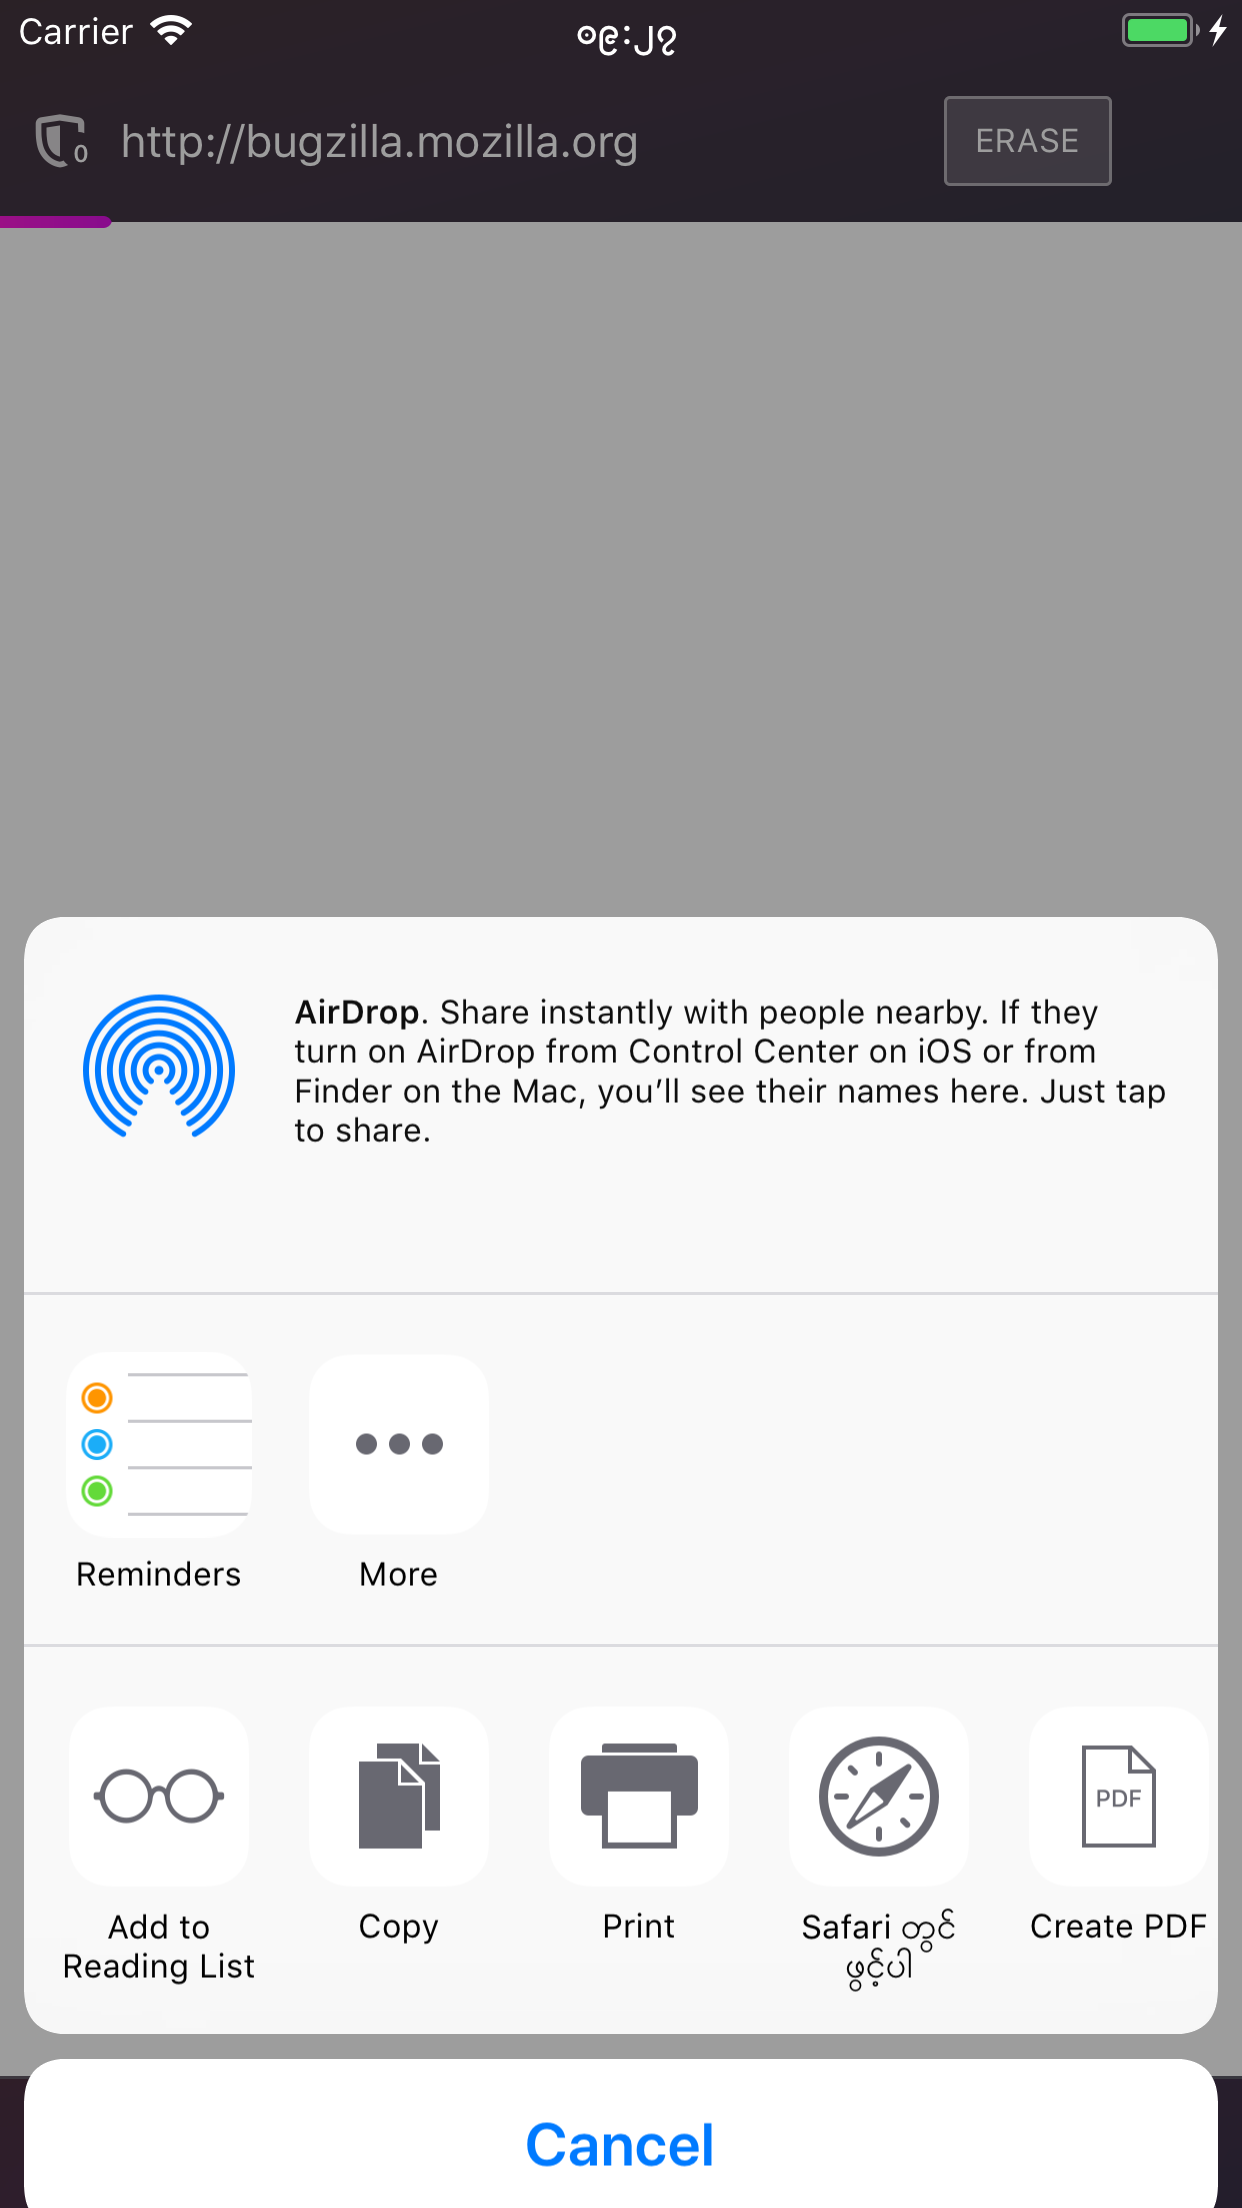 Carrier
၀၉:၂၇
0
http://bugzilla.mozilla.org
ERASE
AirDrop. Share instantly with people nearby. If they
turn on AirDrop from Control Center on iOS or from
Finder on the Mac, you’ll see their names here. Just tap
to share.
Reminders
More
PDF
Add to
Reading List
Copy
Print
Safari တွင်
ဖွင့်ပါ
Create PDF
Cancel